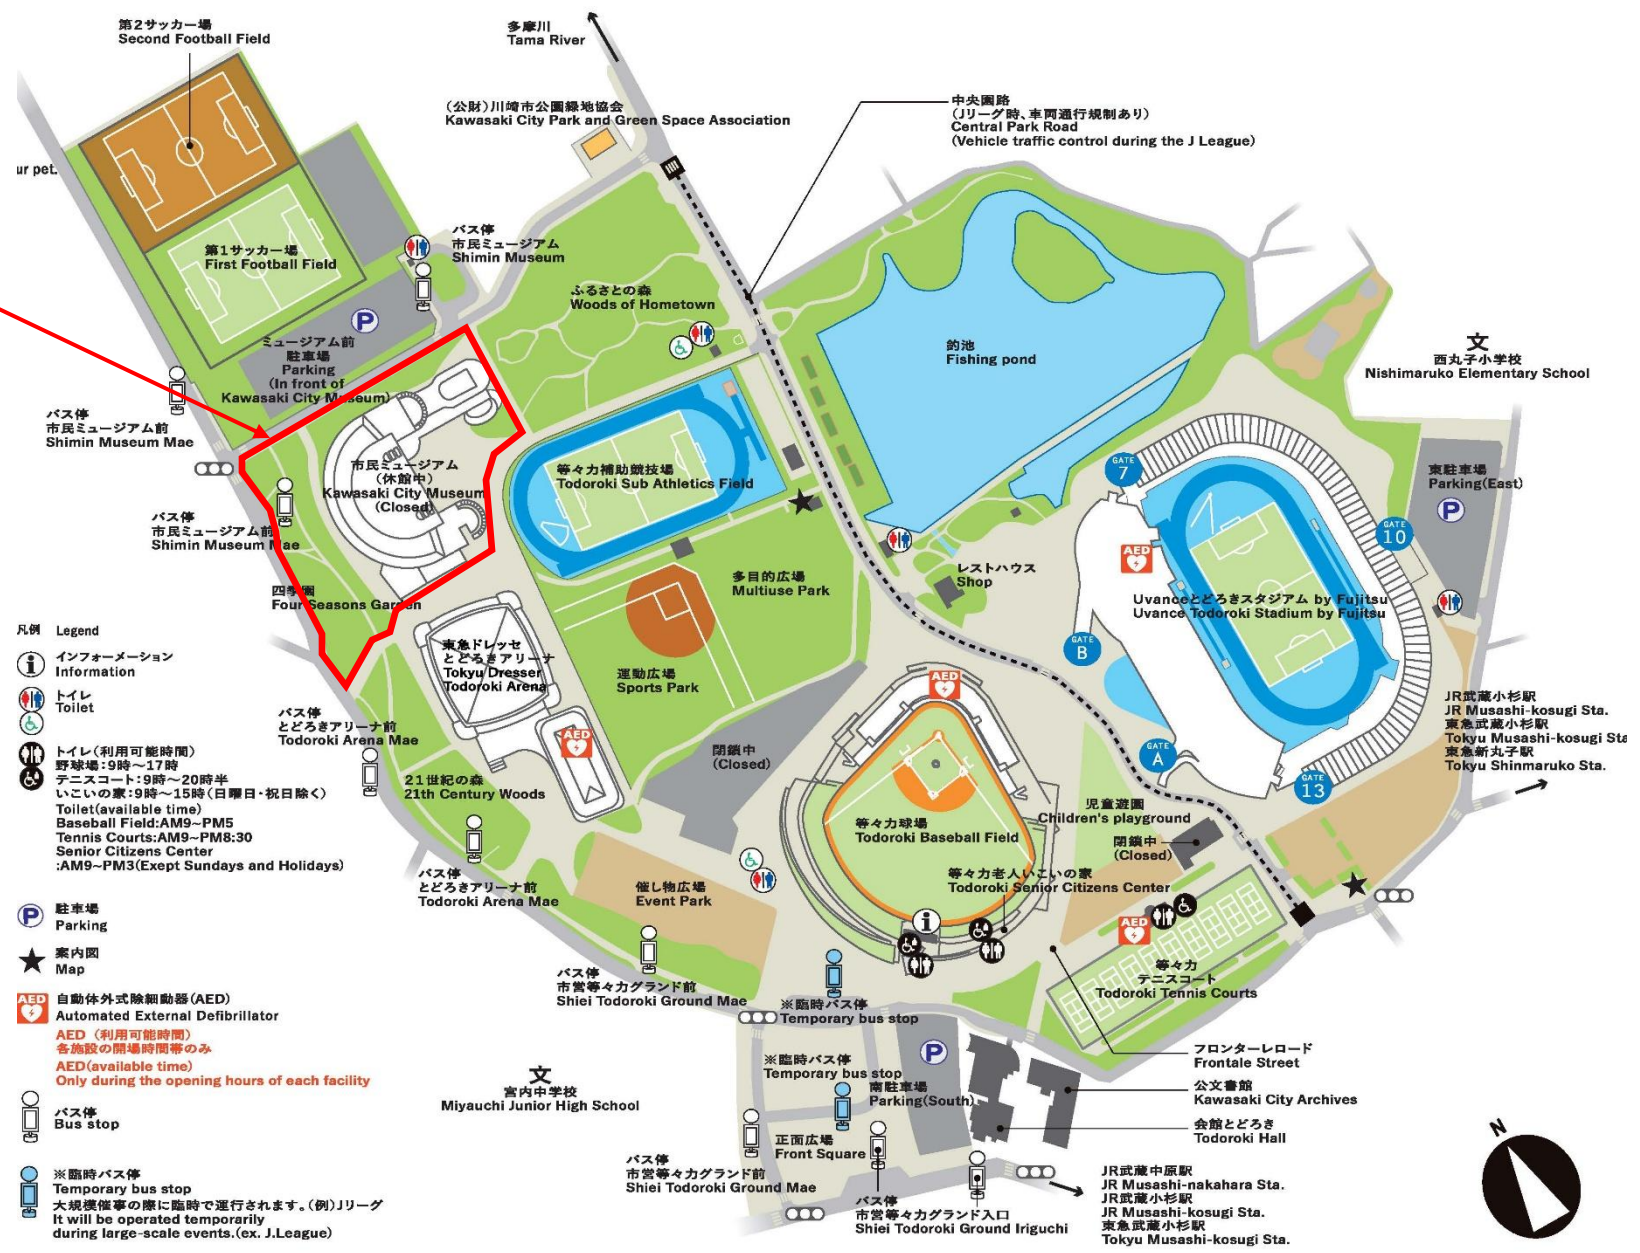 第2サッカー場
Second Football Field
多摩川
Tama River
(公財)川崎市公園緑地協会
Kawasaki City Park and Green Space Association
中央園路
(Jリーグ時、車両通行規制あり)
Central Park Road
(Vehicle traffic control during the J League)
ur pet.
第1サッカー場
First Football Field
バス停
市民ミュージアム
Shimin Museum
ふるさとの森
Woods of Hometown
P
ミュージアム前
駐車場
Parking
(In front of
Kawasaki City Museum)
釣池
Fishing pond
文
西丸子小学校
Nishimaruko Elementary School
バス停
市民ミュージアム前
Shimin Museum Mae
市民ミュージアム
(休館中)
Kawasaki City Museum
(Closed)
等々力補助競技場
Todoroki Sub Athletics Field
GATE
7
東駐車場
Parking(East)
P
GATE
10
バス停
市民ミュージアム前
Shimin Museum Mae
AED
レストハウス
Shop
多目的広場
Multiuse Park
四季園
Four Seasons Garden
Uvanceとどろきスタジアム by Fujitsu
Uvance Todoroki Stadium by Fujitsu
GATE
B
東急ドレッセ
とどろきアリーナ
Tokyu Dresser
Todoroki Arena
運動広場
Sports Park
AED
JR武蔵小杉駅
JR Musashi-kosugi Sta.
東急武蔵小杉駅
Tokyu Musashi-kosugi Sta
東急新丸子駅
Tokyu Shinmaruko Sta.
バス停
とどろきアリーナ前
Todoroki Arena Mae
AED
閉鎖中
(Closed)
GATE
A
GATE
13
21世紀の森
21th Century Woods
児童遊園
Children's playground
等々力球場
Todoroki Baseball Field
閉鎖中
(Closed)
バス停
とどろきアリーナ前
Todoroki Arena Mae
催し物広場
Event Park
等々力老人いこいの家
Todoroki Senior Citizens Center
i
AED
等々力
テニスコート
Todoroki Tennis Courts
バス停
市営等々力グランド前
Shiei Todoroki Ground Mae
※臨時バス停
Temporary bus stop
※臨時バス停
Temporary bus stop
P
南駐車場
Parking(South)
フロンターレロード
Frontale Street
公文書館
Kawasaki City Archives
会館とどろき
Todoroki Hall
文
宮内中学校
Miyauchi Junior High School
正面広場
Front Square
バス停
市営等々力グランド前
Shiei Todoroki Ground Mae
バス停
市営等々力グランド入口
Shiei Todoroki Ground Iriguchi
JR武蔵中原駅
JR Musashi-nakahara Sta.
JR武蔵小杉駅
JR Musashi-kosugi Sta.
東急武蔵小杉駅
Tokyu Musashi-kosugi Sta.
N
凡例 Legend
i
インフォーメーション
Information
トイレ
Toilet
トイレ(利用可能時間)
野球場:9時〜17時
テニスコート:9時〜20時半
いこいの家:9時〜15時(日曜日・祝日除く)
Toilet(available time)
Baseball Field:AM9~PM5
Tennis Courts:AM9~PM8:30
Senior Citizens Center
:AM9~PM3(Exept Sundays and Holidays)
P
駐車場
Parking
案内図
Map
AED
自動体外式除細動器(AED)
Automated External Defibrillator
AED (利用可能時間)
各施設の開場時間帯のみ
AED(available time)
Only during the opening hours of each facility
バス停
Bus stop
※臨時バス停
Temporary bus stop
大規模催事の際に臨時で運行されます。(例)Jリーグ
It will be operated temporarily
during large-scale events.(ex. J.League)